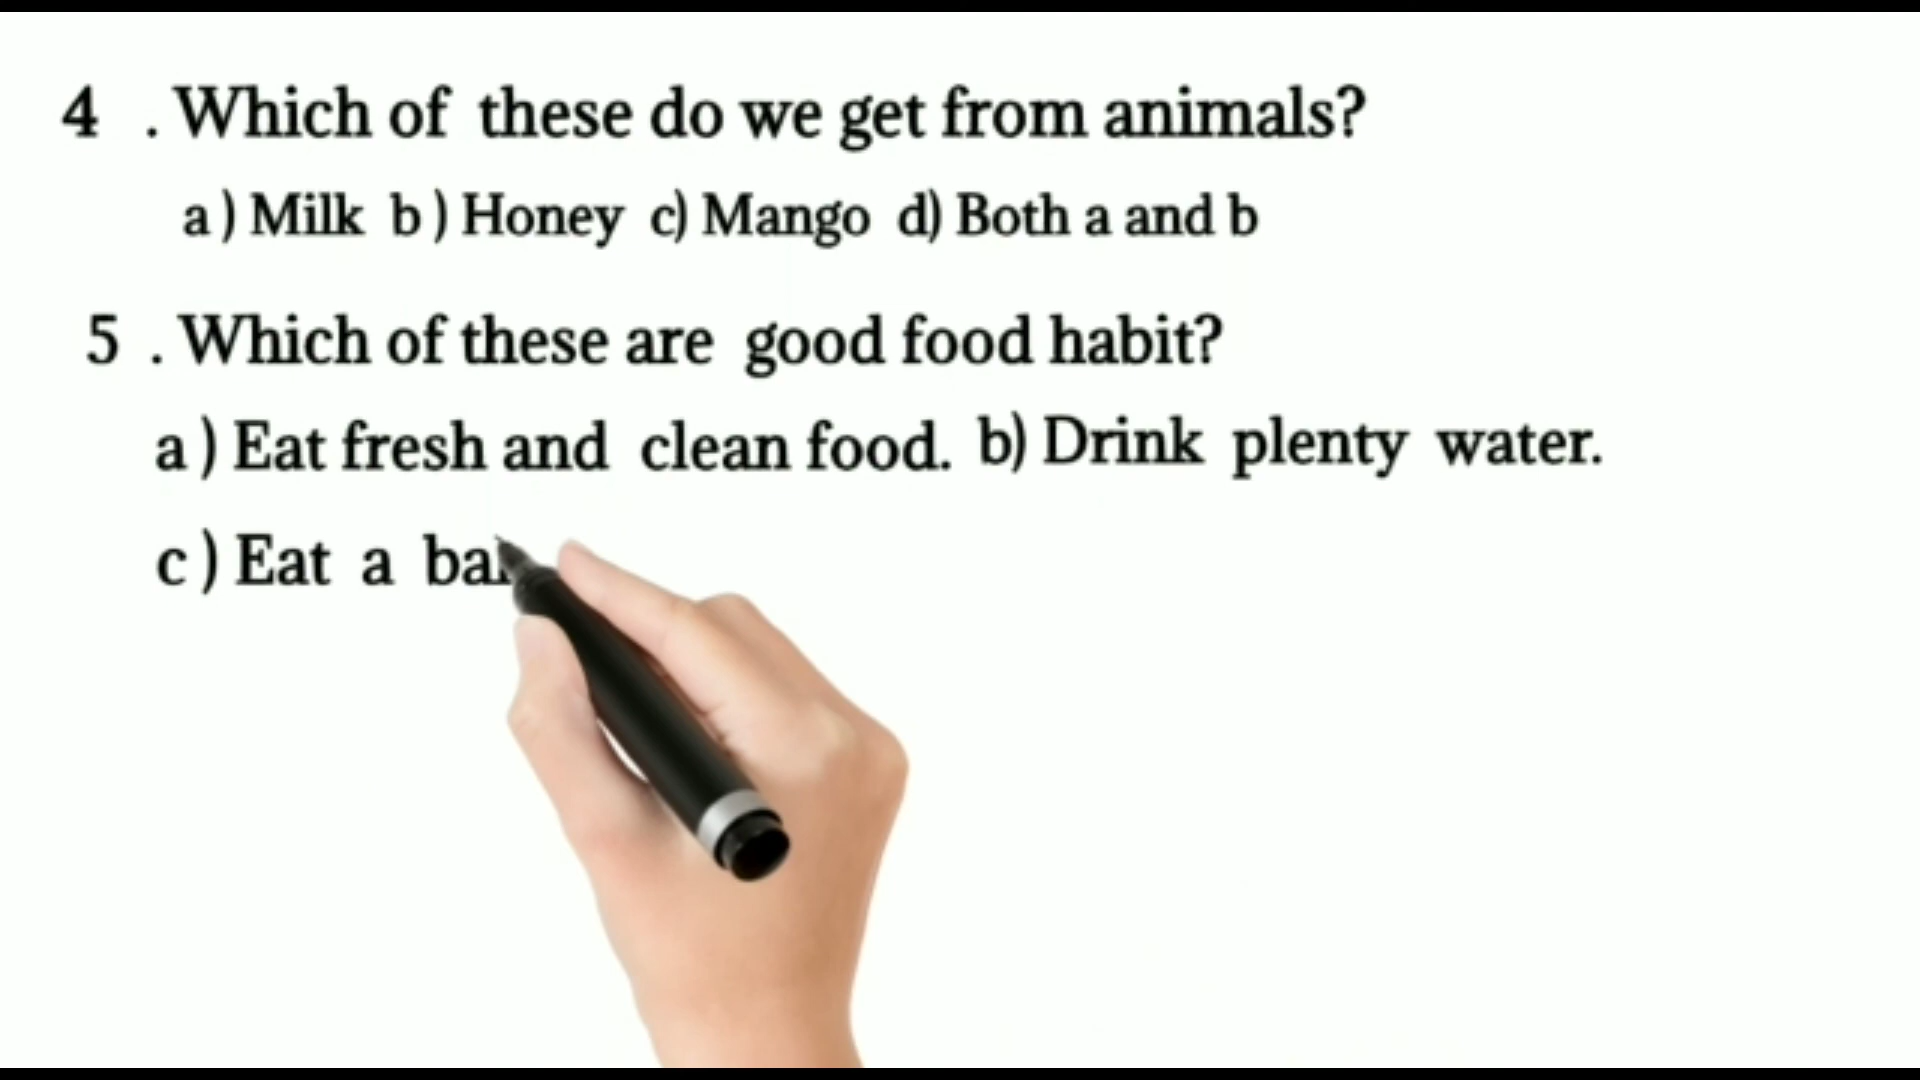 4 . Which of these do we get from animals?
a ) Milk b ) Honey c) Mango d) Both a and b
5 . Which of these are good food habit?
a ) Eat fresh and clean food. b) Drink plenty water.
c ) Eat a